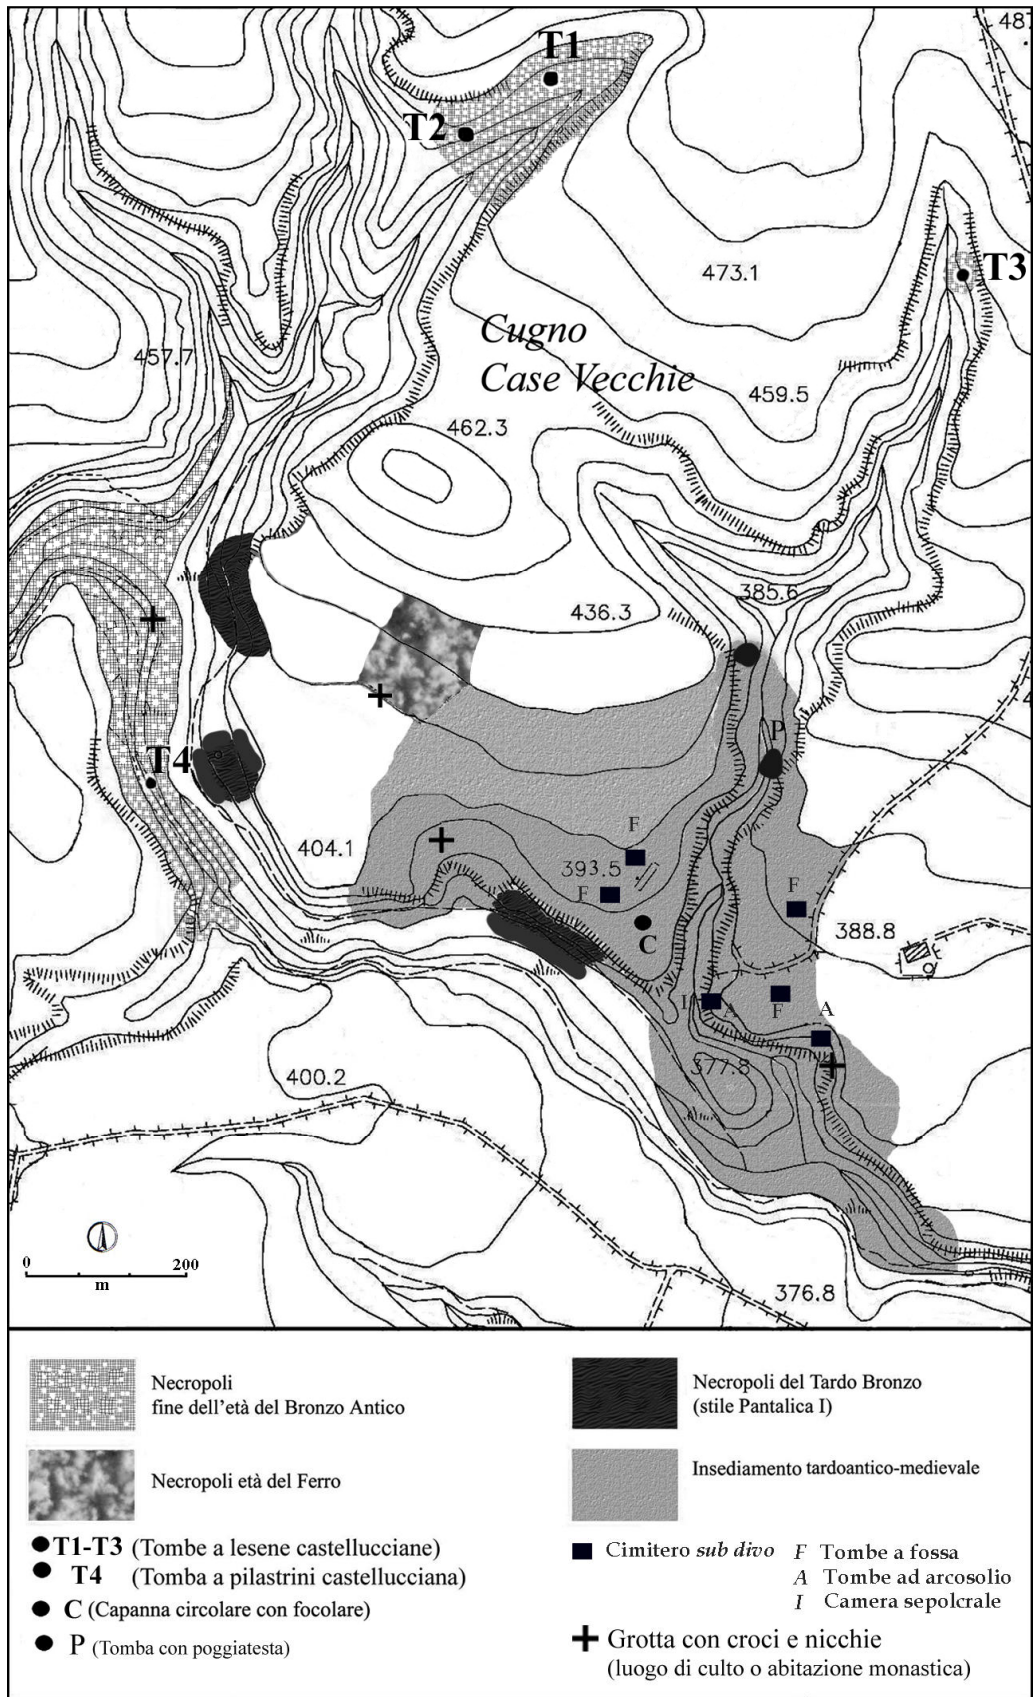 T1
487
T2
T3
473.1
Cugno
Case Vecchie
457.7
459.5
462.3
385.6
436.3
P
T4
F
404.1
393.5
F
F
C
388.8
I
A
F
A
377.8
400.2
0
200
m
376.8
Necropoli
fine dell'età del Bronzo Antico
Necropoli del Tardo Bronzo
(stile Pantalica I)
Necropoli età del Ferro
Insediamento tardoantico-medievale
T1-T3 (Tombe a lesene castellucciane)
T4 (Tomba a pilastrini castellucciana)
C (Capanna circolare con focolare)
P (Tomba con poggiatesta)
Cimitero sub divo
F Tombe a fossa
A Tombe ad arcosolio
I Camera sepolcrale
Grotta con croci e nicchie
(luogo di culto o abitazione monastica)